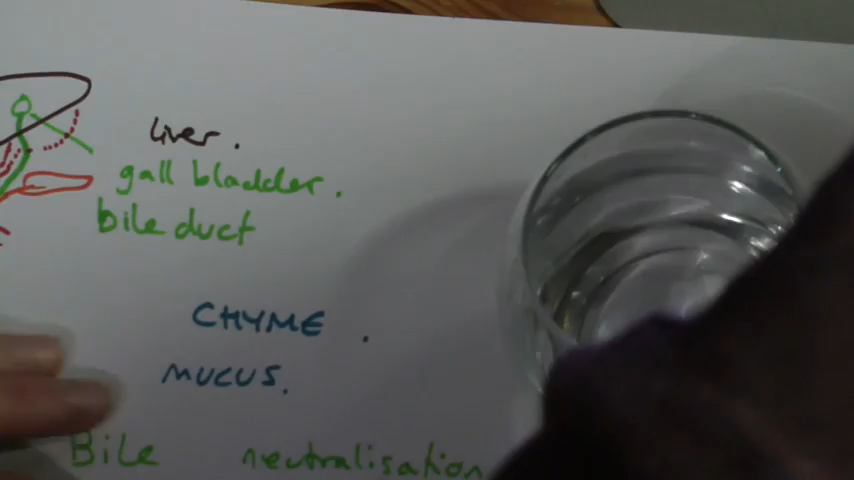 liver.
gall bladder.
bile duct
CHYME .
MUCUS.
Bile neutralisation